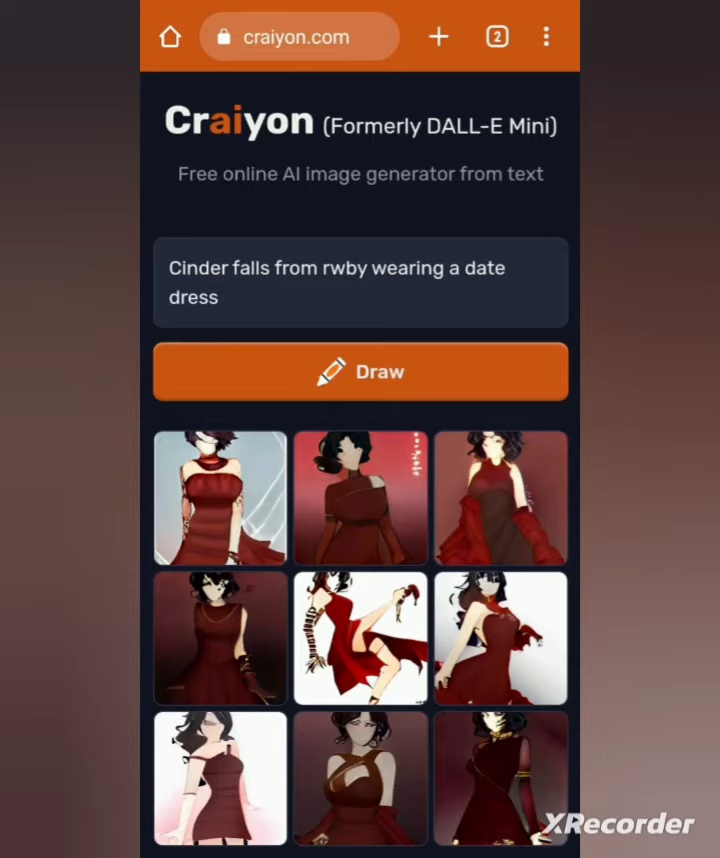 craiyon.com
2
Craiyon (Formerly DALL-E Mini)
Free online AI image generator from text
Cinder falls from rwby wearing a date
dress
Draw
XRecorder